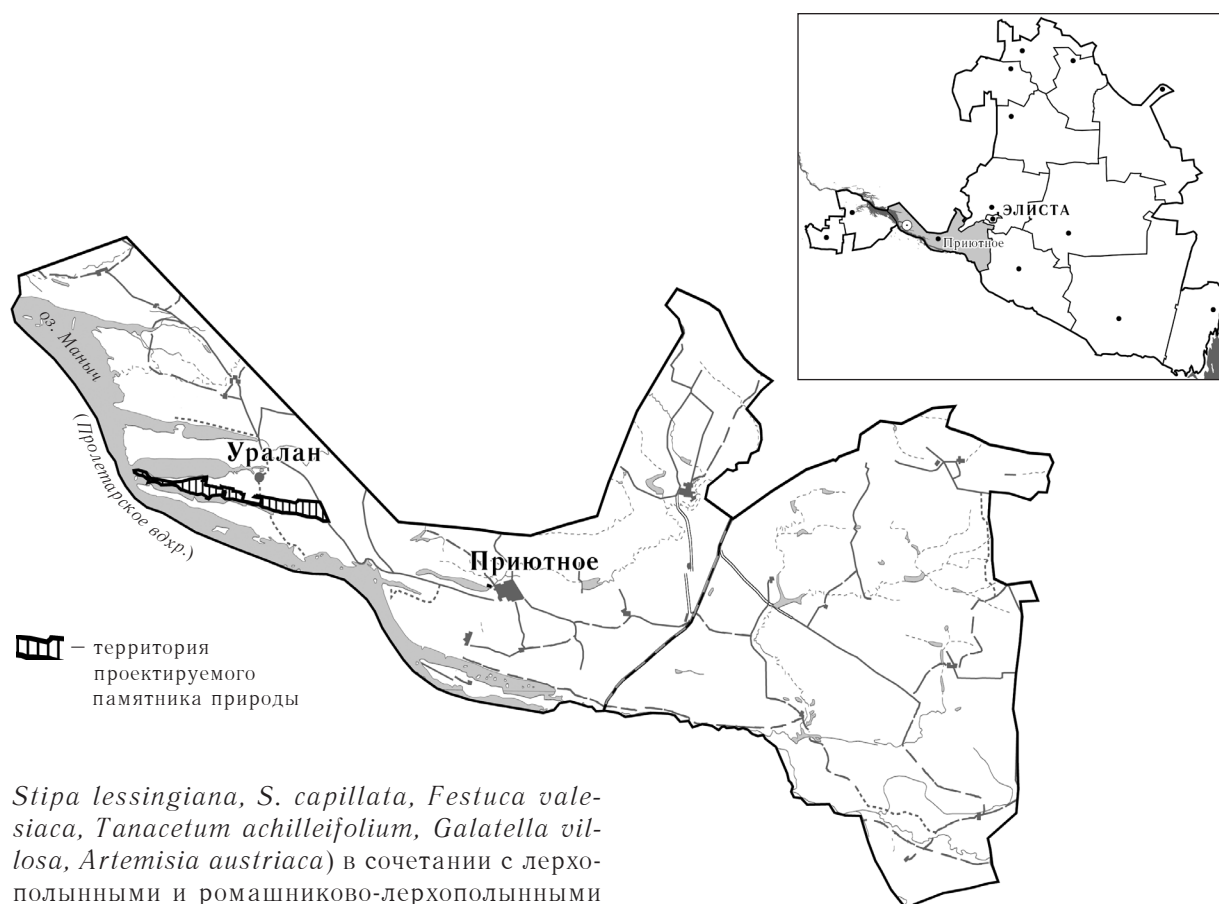 ЭЛИСТА
Приютное
оз. Маныч
(Пролетарское вдхр.)
Уралан
Приютное
– территория
проектируемого
памятника природы
Stipa lessingiana, S. capillata, Festuca vale-
siaca, Tanacetum achilleifolium, Galatella vil-
losa, Artemisia austriaca) в сочетании с лерхо-
полынными и ромашниково-лерхополынными